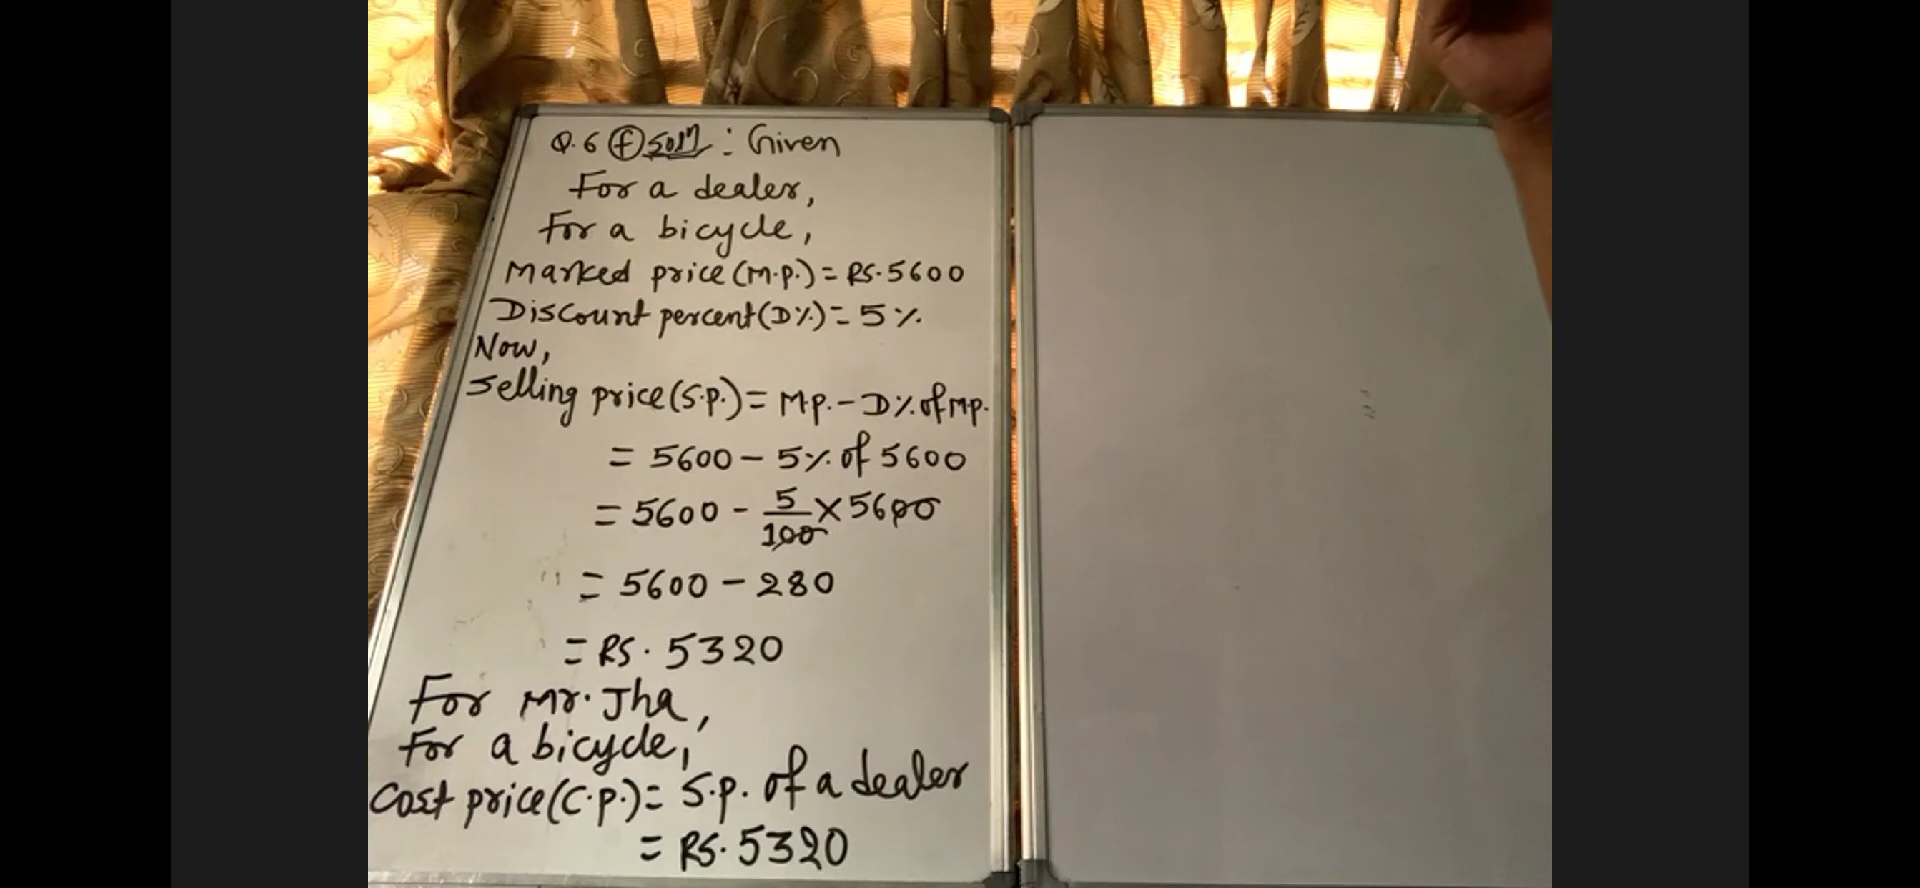 Q.6 (f) Soln : Given
For a dealer,
For a bicycle,
Marked price (M.p.) = RS. 5600
Discount percent (D%) = 5%
Now,
Selling price (S.p.) = M.p. - D% of M.p.
= 5600 - 5% of 5600
= 5600 - 5/100 × 5600
= 5600 - 280
= RS. 5320
For Mr. Jha,
For a bicycle,
Cost price (C.p.) = S.p. of a dealer
= RS. 5320